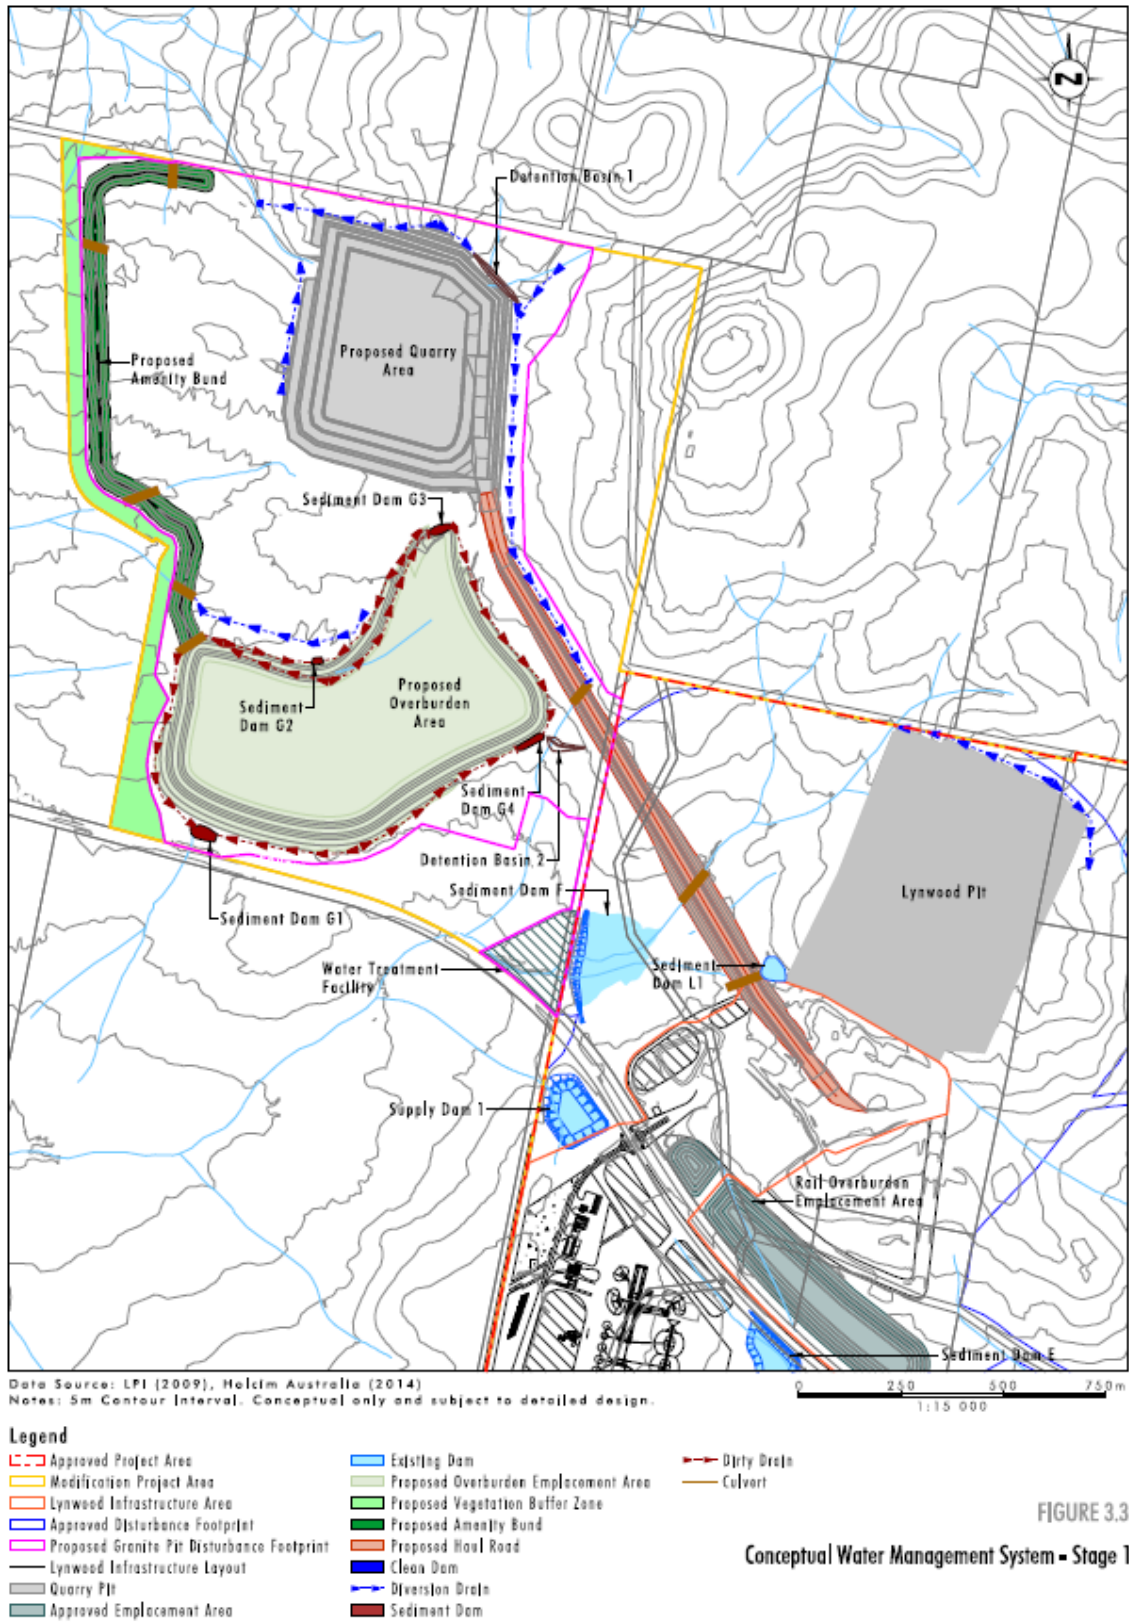 N
Detention Basin 1
Proposed Quarry
Area
Proposed
Amenity Bund
Sediment Dam G3
Proposed
Overburden
Area
Sediment
Dam G2
Sediment
Dam G4
Detention Basin 2
Sediment Dam F
Lynwood Pit
Sediment Dam G1
Water Treatment
Facility
Sediment
Dam L1
Supply Dam 1
Rail Overburden
Emplacement Area
Sediment Dam E
Data Source: LPI (2009), Holcim Australia (2014)
Notes: 5m Contour Interval. Conceptual only and subject to detailed design.
0 250 500 750m
1:15 000
Legend
Approved Project Area
Modification Project Area
Lynwood Infrastructure Area
Approved Disturbance Footprint
Proposed Granite Pit Disturbance Footprint
Lynwood Infrastructure Layout
Quarry Pit
Approved Emplacement Area
Existing Dam
Proposed Overburden Emplacement Area
Proposed Vegetation Buffer Zone
Proposed Amenity Bund
Proposed Haul Road
Clean Dam
Diversion Drain
Sediment Dam
Dirty Drain
Culvert
FIGURE 3.3
Conceptual Water Management System - Stage 1